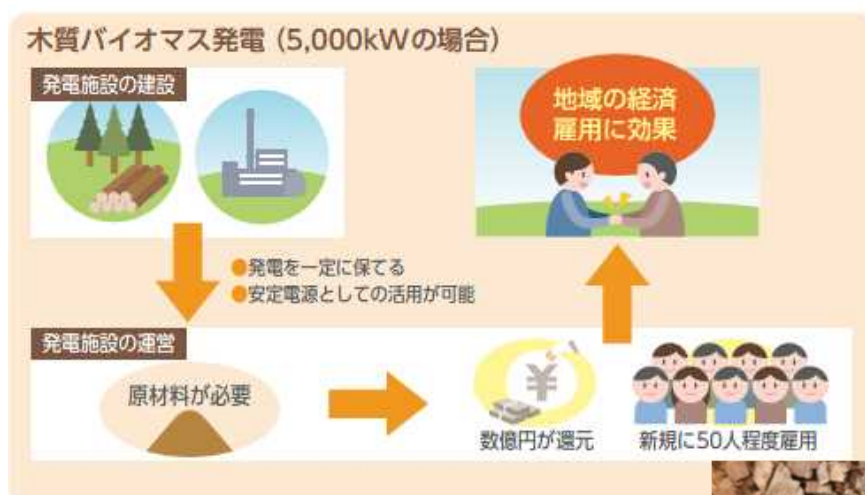 木質バイオマス発電(5,000kWの場合)
発電施設の建設
地域の経済
雇用に効果
●発電を一定に保てる
●安定電源としての活用が可能
発電施設の運営
原材料が必要
¥
数億円が還元
新規に50人程度雇用